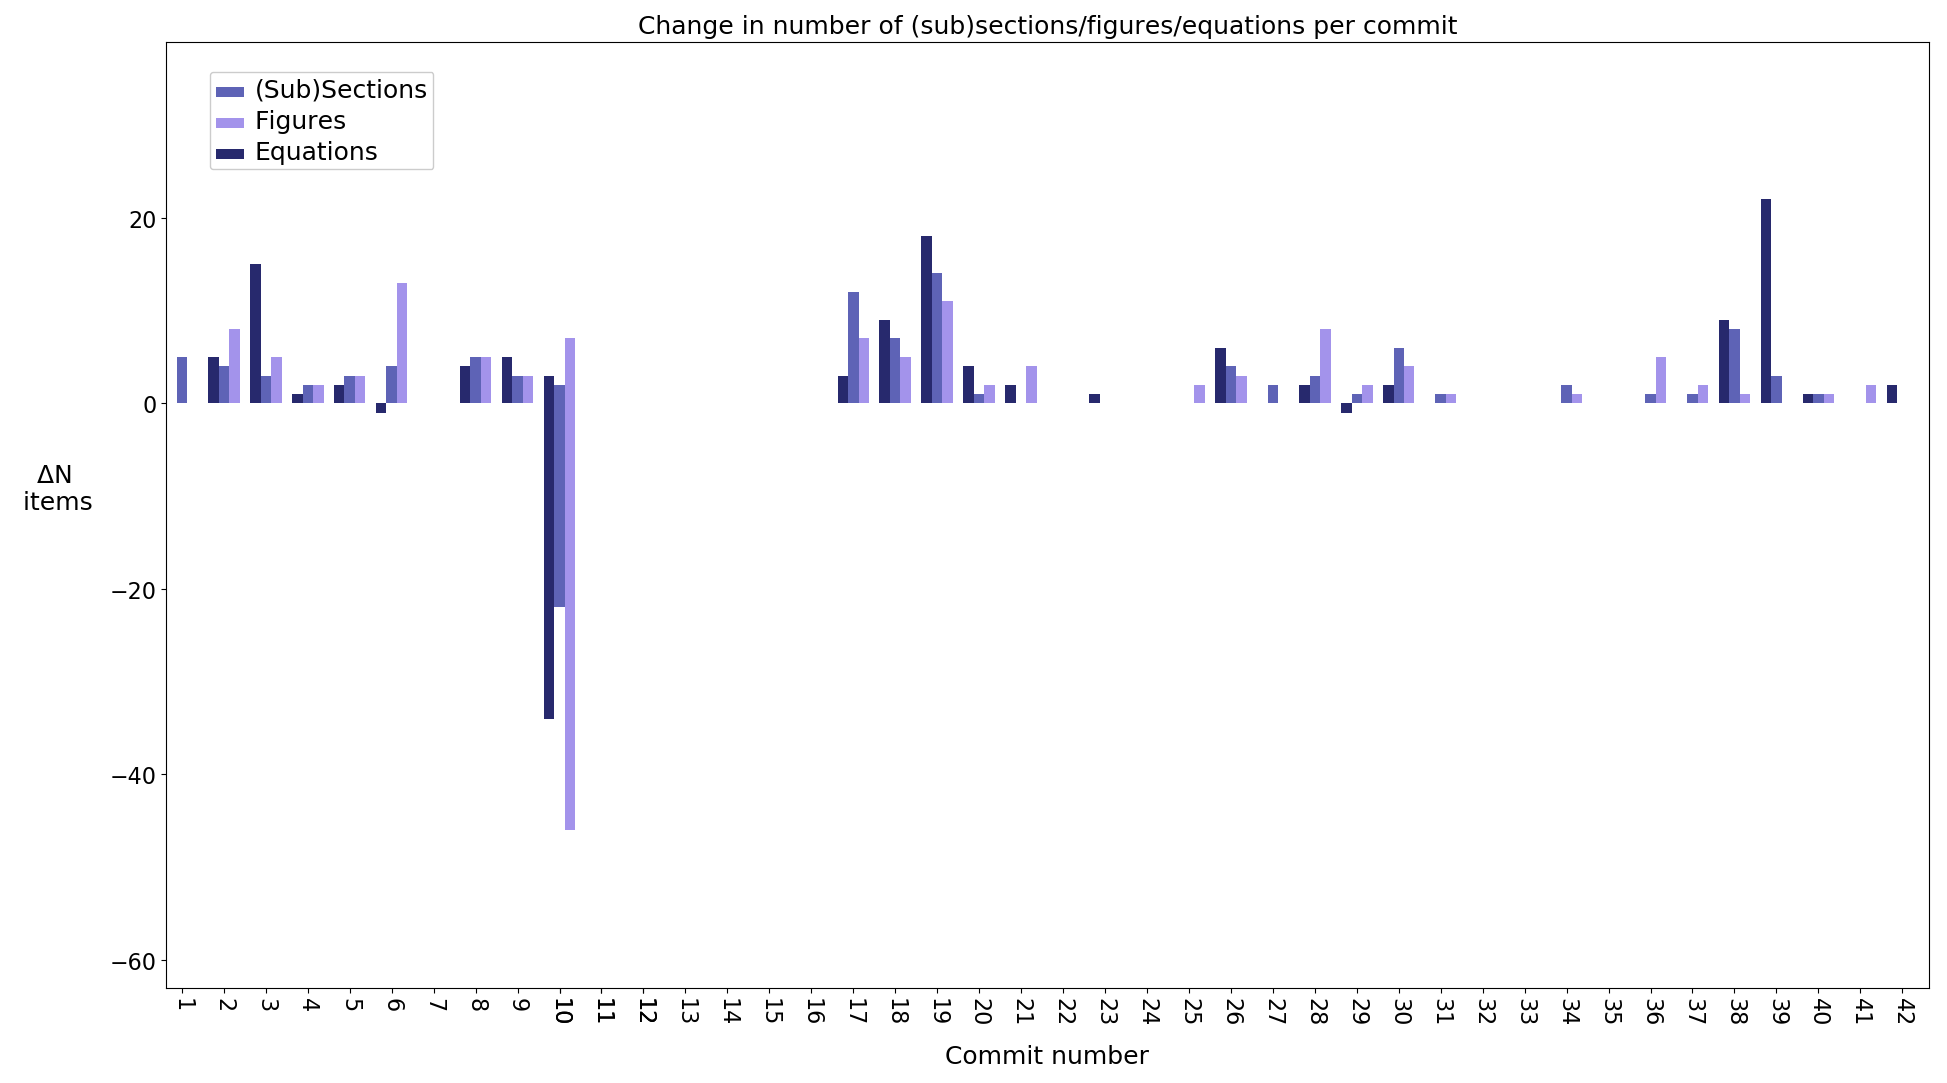 Change in number of (sub)sections/figures/equations per commit
(Sub)Sections
Figures
Equations
20
0
−20
−40
−60
ΔN
items
1 2 3 4 5 6 7 8 9 10 11 12 13 14 15 16 17 18 19 20 21 22 23 24 25 26 27 28 29 30 31 32 33 34 35 36 37 38 39 40 41 42
Commit number